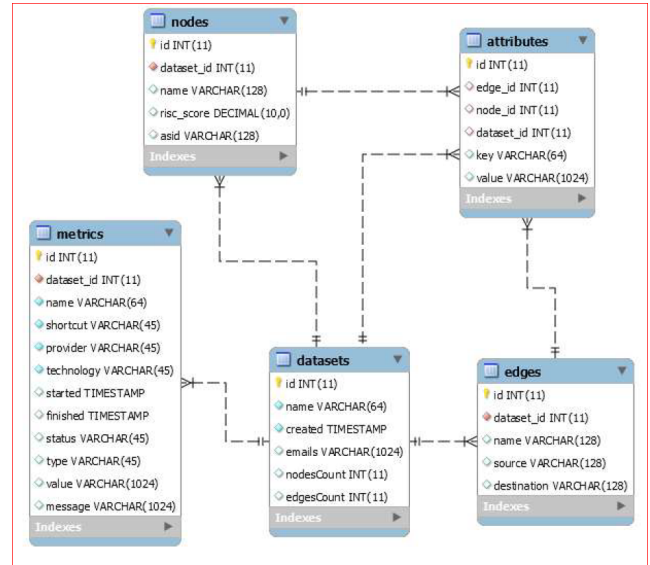 nodes
id INT(11)
dataset_id INT(11)
name VARCHAR(128)
risc_score DECIMAL(10,0)
asid VARCHAR(128)
Indexes
attributes
id INT(11)
edge_id INT(11)
node_id INT(11)
dataset_id INT(11)
key VARCHAR(64)
value VARCHAR(1024)
Indexes
metrics
id INT(11)
dataset_id INT(11)
name VARCHAR(64)
shortcut VARCHAR(45)
provider VARCHAR(45)
technology VARCHAR(45)
started TIMESTAMP
finished TIMESTAMP
status VARCHAR(45)
type VARCHAR(45)
value VARCHAR(1024)
message VARCHAR(1024)
Indexes
datasets
id INT(11)
name VARCHAR(64)
created TIMESTAMP
emails VARCHAR(1024)
nodesCount INT(11)
edgesCount INT(11)
Indexes
edges
id INT(11)
dataset_id INT(11)
name VARCHAR(128)
source VARCHAR(128)
destination VARCHAR(128)
Indexes